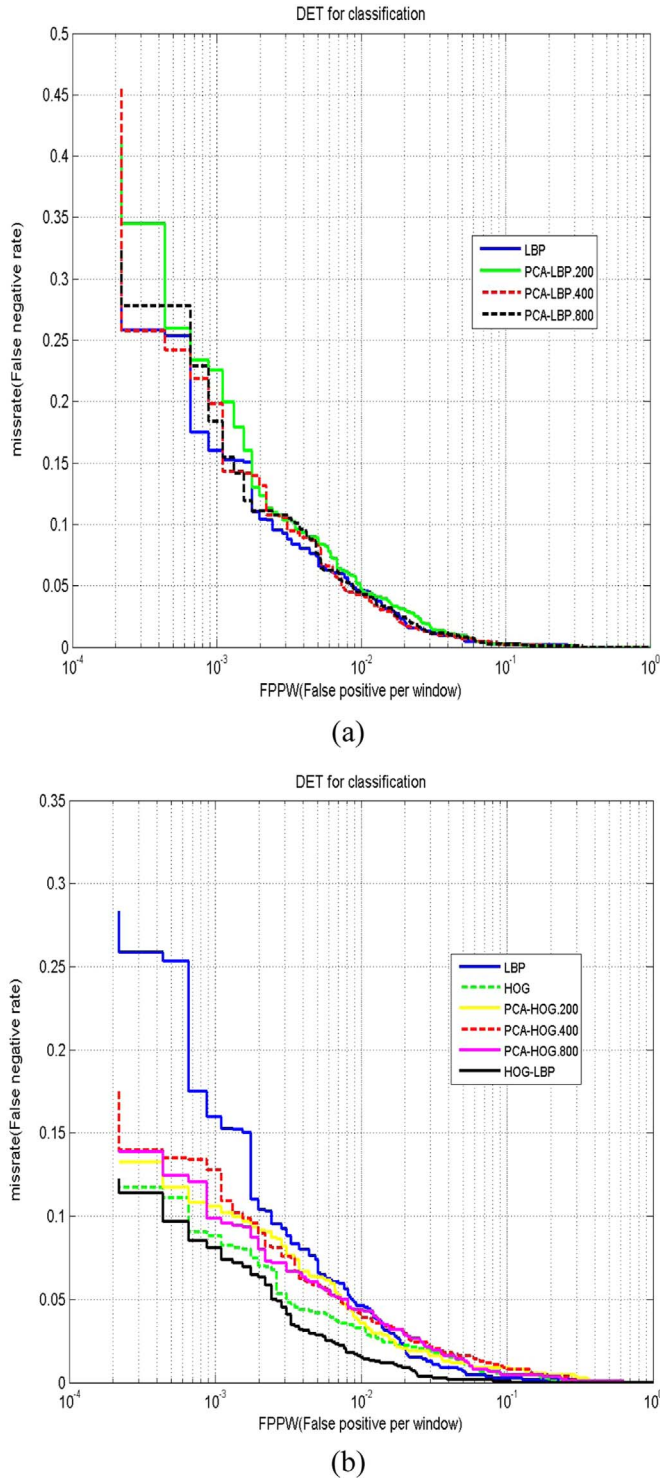 DET for classification
0.5
0.45
0.4
0.35
0.3
0.25
0.2
0.15
0.1
0.05
0
missrate(False negative rate)
LBP
PCA-LBP.200
PCA-LBP.400
PCA-LBP.800
10^-4 10^-3 10^-2 10^-1 10^0
FPPW(False positive per window)
(a)
DET for classification
0.35
0.3
0.25
0.2
0.15
0.1
0.05
0
missrate(False negative rate)
LBP
HOG
PCA-HOG.200
PCA-HOG.400
PCA-HOG.800
HOG-LBP
10^-4 10^-3 10^-2 10^-1 10^0
FPPW(False positive per window)
(b)